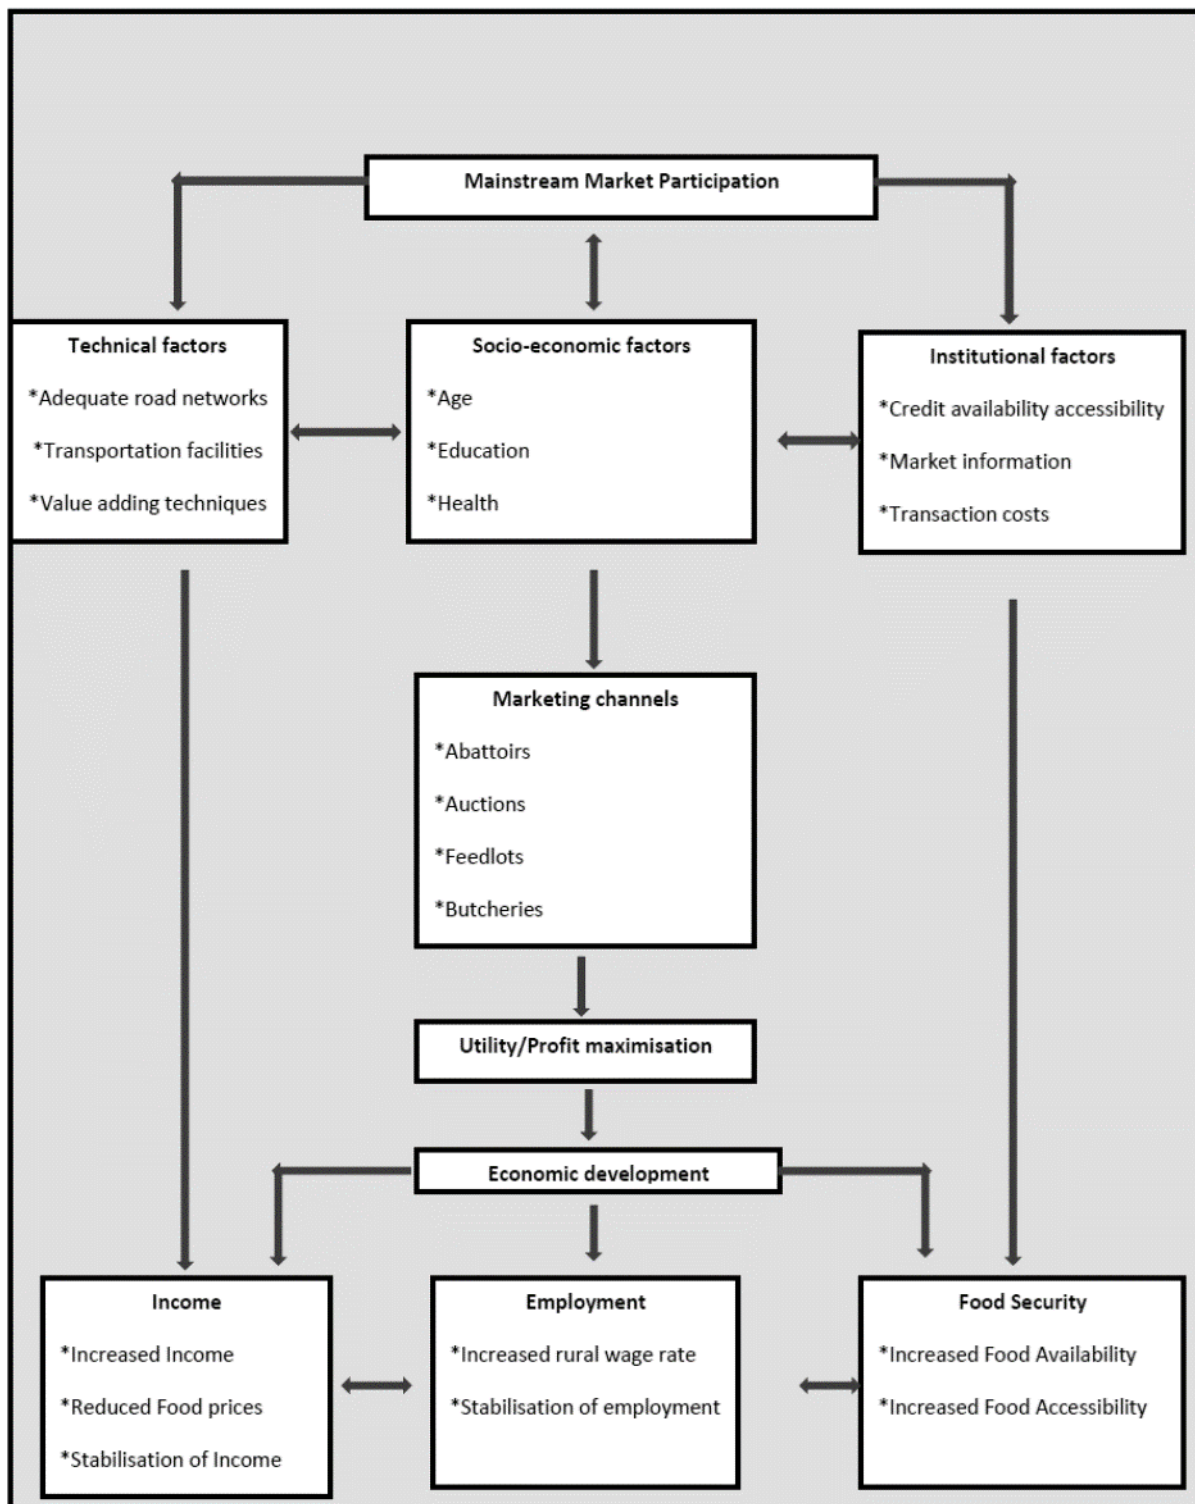 Mainstream Market Participation
Technical factors
*Adequate road networks
*Transportation facilities
*Value adding techniques
Socio-economic factors
*Age
*Education
*Health
Institutional factors
*Credit availability accessibility
*Market information
*Transaction costs
Marketing channels
*Abattoirs
*Auctions
*Feedlots
*Butcheries
Utility/Profit maximisation
Economic development
Income
*Increased Income
*Reduced Food prices
*Stabilisation of Income
Employment
*Increased rural wage rate
*Stabilisation of employment
Food Security
*Increased Food Availability
*Increased Food Accessibility